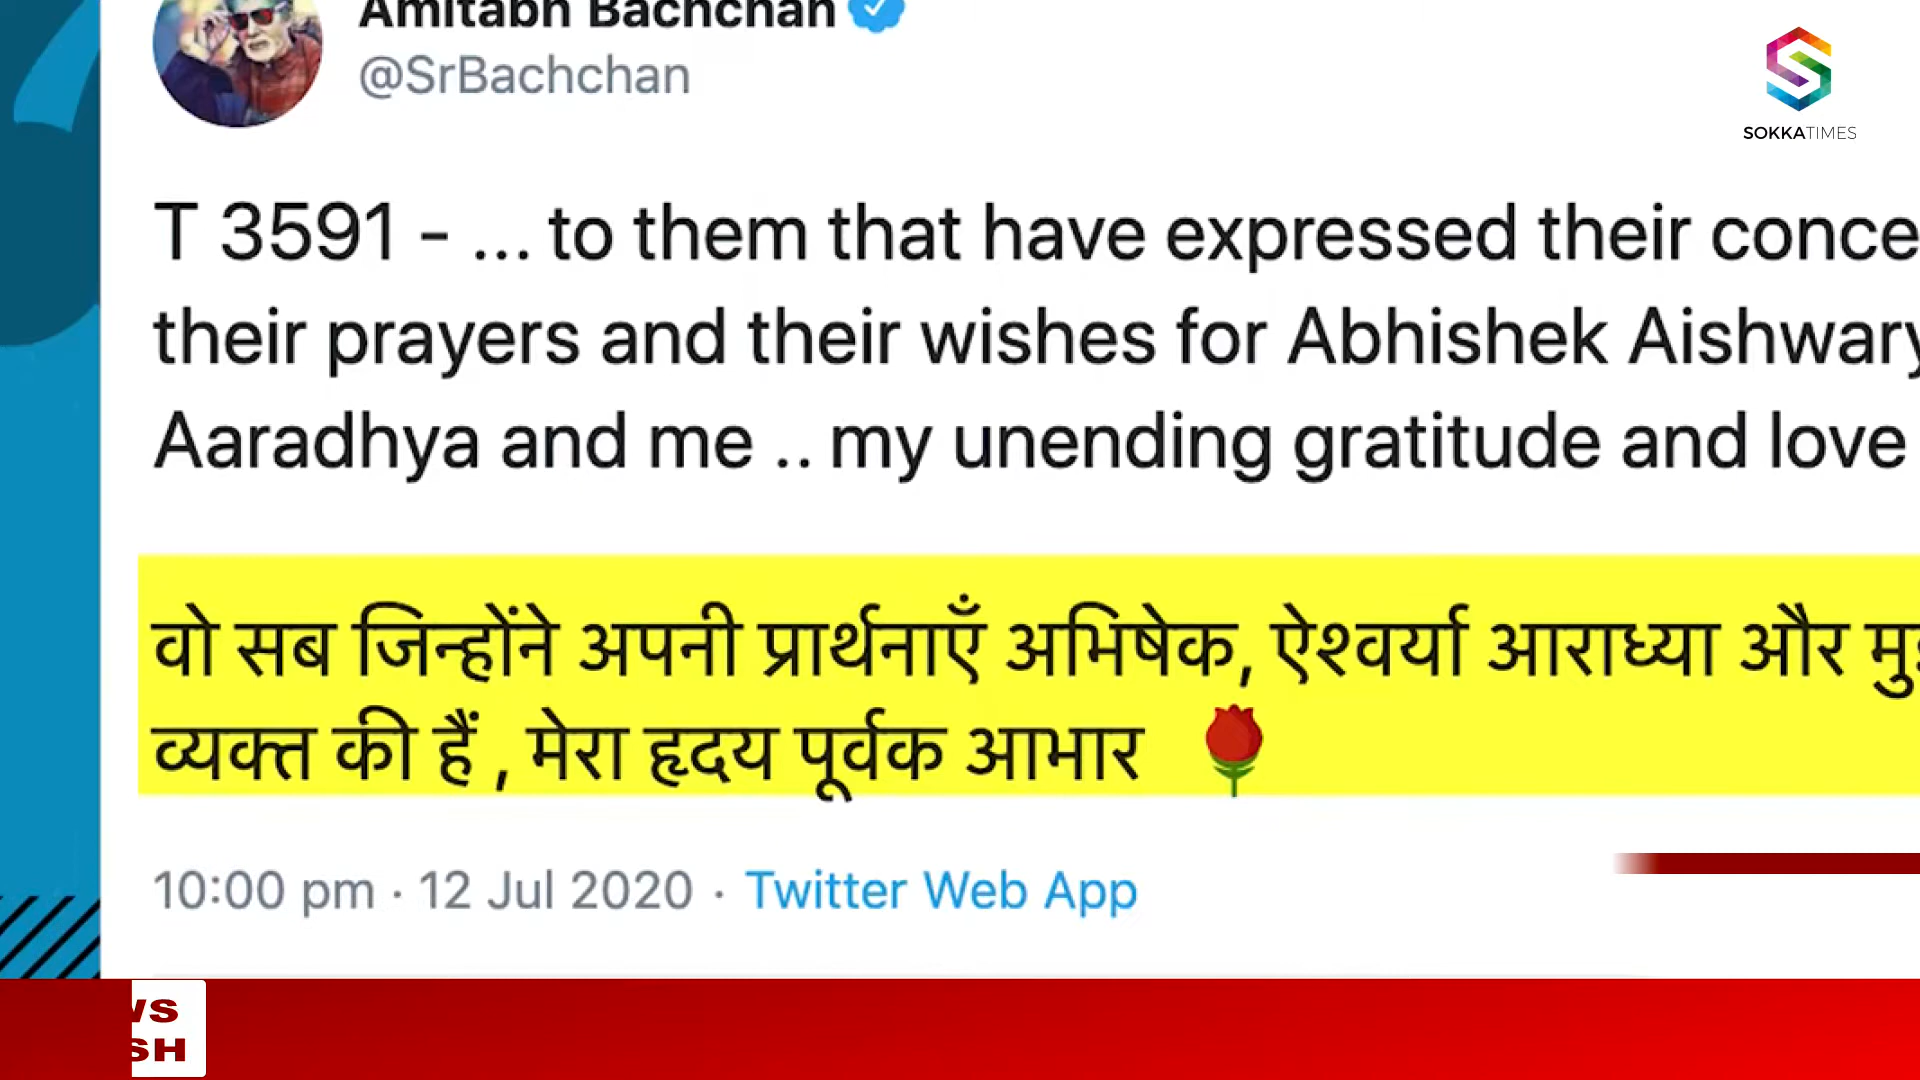 Amitabh Bachchan
@SrBachchan
SOKKATIMES
T 3591 - ... to them that have expressed their conce
their prayers and their wishes for Abhishek Aishwary
Aaradhya and me .. my unending gratitude and love
वो सब जिन्होंने अपनी प्रार्थनाएँ अभिषेक, ऐश्वर्या आराध्या और
व्यक्त की हैं , मेरा हृदय पूर्वक आभार 🌹
10:00 pm · 12 Jul 2020 · Twitter Web App
WS
SH